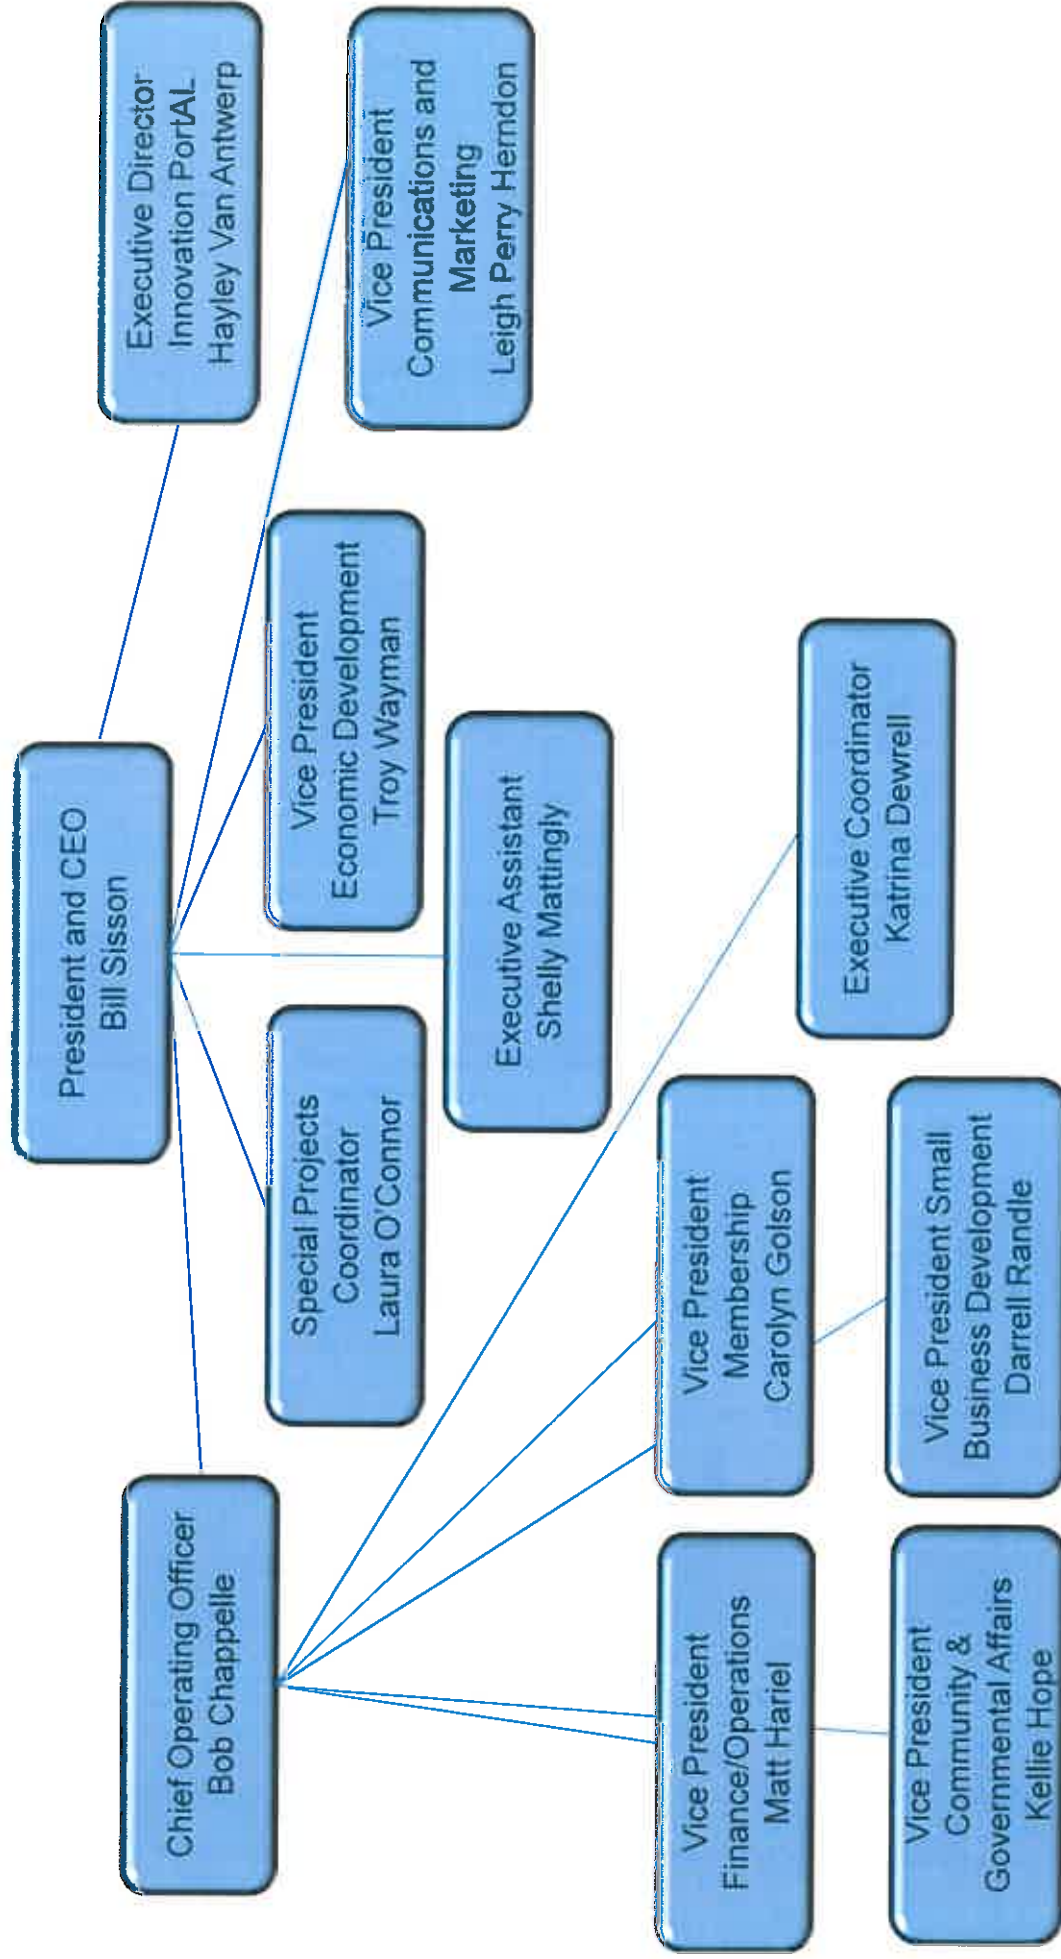 President and CEO
Bill Sisson
Chief Operating Officer
Bob Chappelle
Executive Director
Innovation PortAL
Hayley Van Antwerp
Special Projects
Coordinator
Laura O'Connor
Vice President
Economic Development
Troy Wayman
Vice President
Communications and
Marketing
Leigh Perry Herndon
Executive Assistant
Shelly Mattingly
Vice President
Finance/Operations
Matt Hariel
Vice President
Membership
Carolyn Golson
Executive Coordinator
Katrina Dewrell
Vice President
Community &
Governmental Affairs
Kellie Hope
Vice President Small
Business Development
Darrell Randle